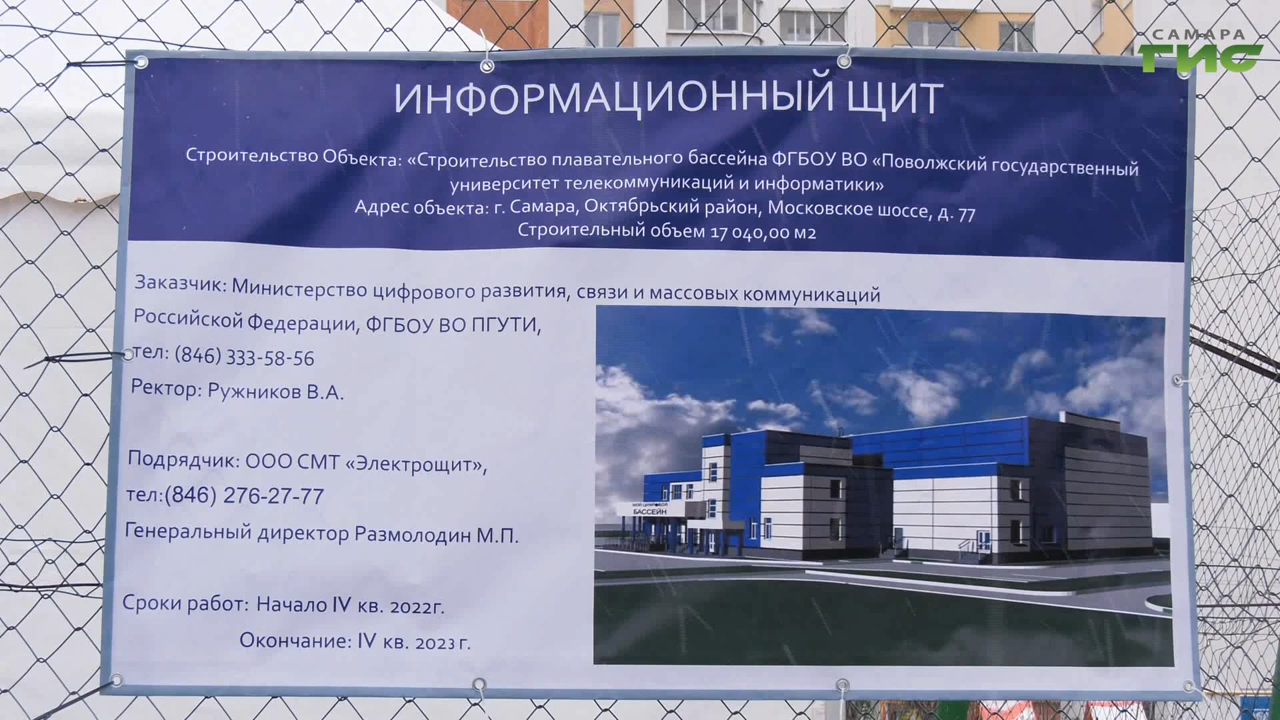 САМАРА
ГИС
ИНФОРМАЦИОННЫЙ ЩИТ
Строительство Объекта: «Строительство плавательного бассейна ФГБОУ ВО «Поволжский государственный
университет телекоммуникаций и информатики»
Адрес объекта: г. Самара, Октябрьский район, Московское шоссе, д. 77
Строительный объем 17 040,00 м2
Заказчик: Министерство цифрового развития, связи и массовых коммуникаций
Российской Федерации, ФГБОУ ВО ПГУТИ,
тел: (846) 333-58-56
Ректор: Ружников В.А.
Подрядчик: ООО СМТ «Электрощит»,
тел:(846) 276-27-77
Генеральный директор Размолодин М.П.
Сроки работ: Начало IV кв. 2022г.
Окончание: IV кв. 2023 г.
БАССЕЙН